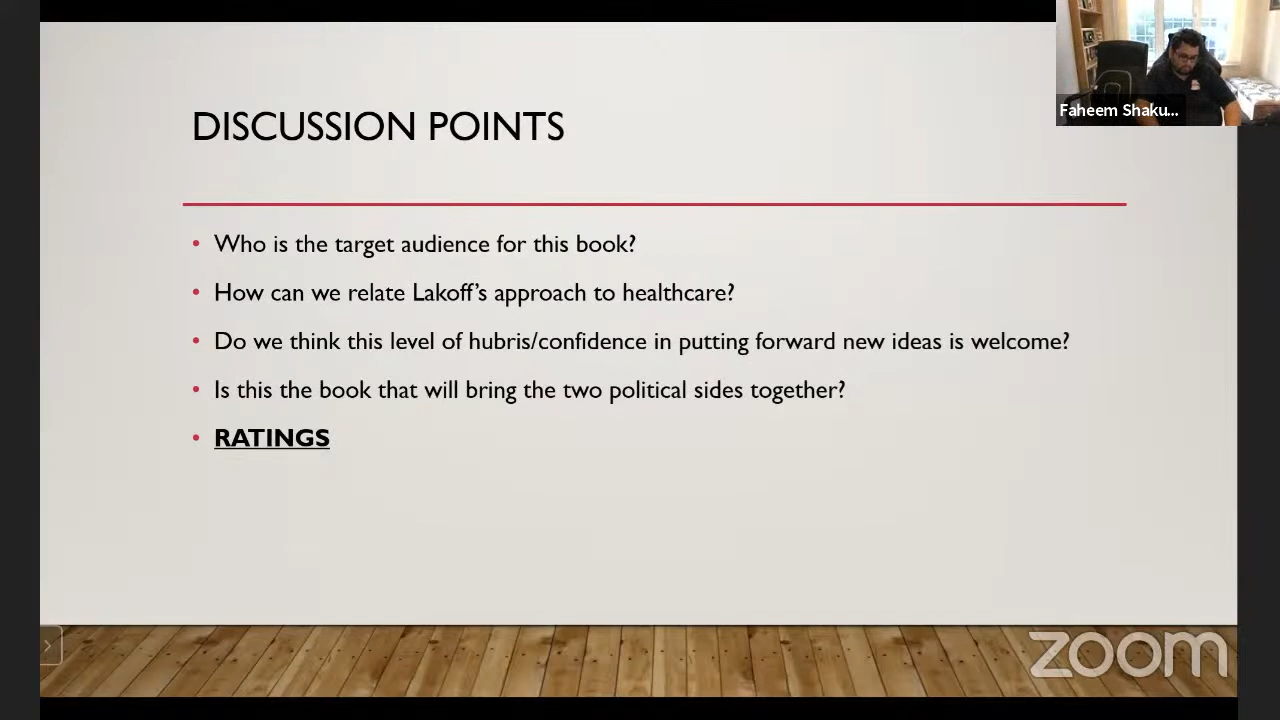 Faheem Shaku...
DISCUSSION POINTS
• Who is the target audience for this book?
• How can we relate Lakoff’s approach to healthcare?
• Do we think this level of hubris/confidence in putting forward new ideas is welcome?
• Is this the book that will bring the two political sides together?
• RATINGS
zoom